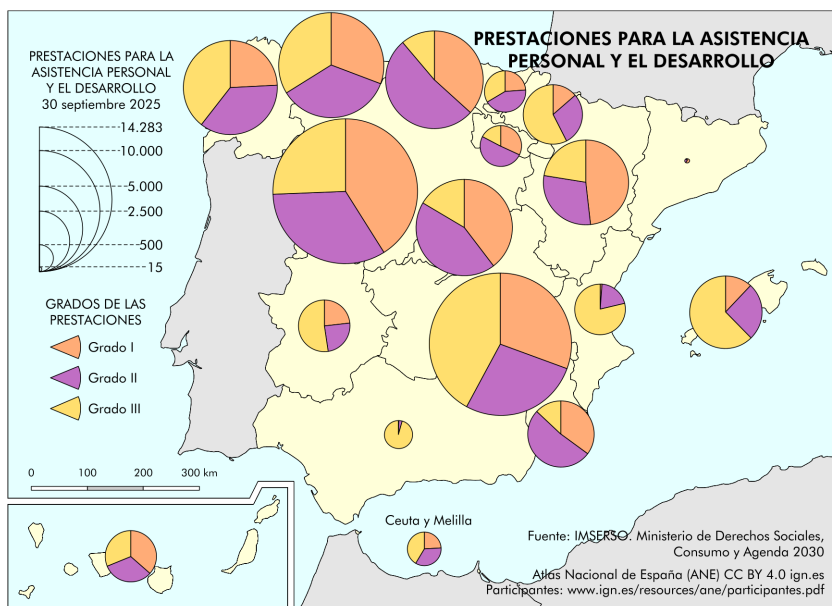 PRESTACIONES PARA LA ASISTENCIA
PERSONAL Y EL DESARROLLO
PRESTACIONES PARA LA
ASISTENCIA PERSONAL
Y EL DESARROLLO
30 septiembre 2025
14.283
10.000
5.000
2.500
500
15
GRADOS DE LAS
PRESTACIONES
Grado I
Grado II
Grado III
0 100 200 300 km
Ceuta y Melilla
Fuente: IMSERSO. Ministerio de Derechos Sociales,
Consumo y Agenda 2030
Atlas Nacional de España (ANE) CC BY 4.0 ign.es
Participantes: www.ign.es/resources/ane/participantes.pdf